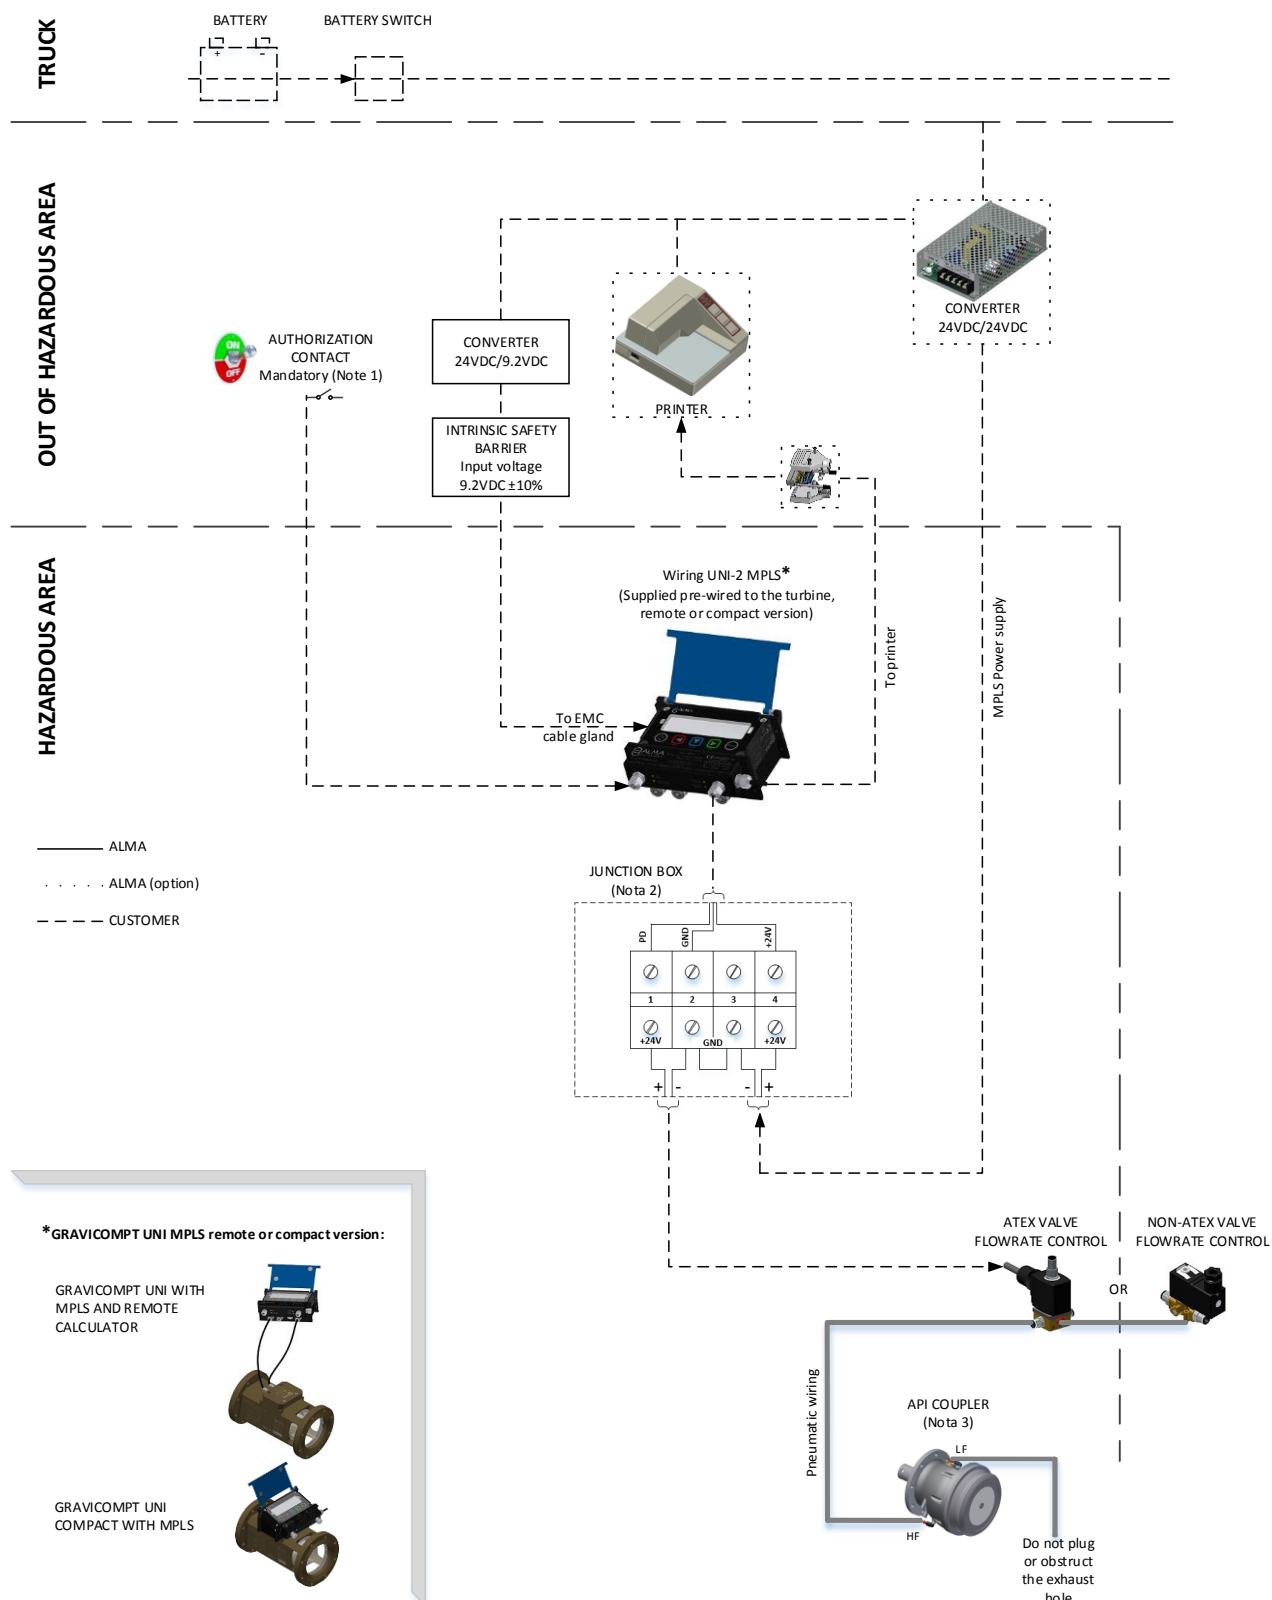 TRUCK
BATTERY
BATTERY SWITCH
+
–
OUT OF HAZARDOUS AREA
CONVERTER
24VDC/24VDC
ON
OFF
AUTHORIZATION
CONTACT
Mandatory (Note 1)
CONVERTER
24VDC/9.2VDC
PRINTER
INTRINSIC SAFETY
BARRIER
Input voltage
9.2VDC ±10%
HAZARDOUS AREA
Wiring UNI-2 MPLS*
(Supplied pre-wired to the turbine,
remote or compact version)
To printer
MPLS Power supply
To EMC
cable gland
ALMA
ALMA
ALMA (option)
CUSTOMER
JUNCTION BOX
(Nota 2)
PD
GND
+24V
1
2
3
4
+24V
GND
+24V
+
-
-
+
*GRAVICOMPT UNI MPLS remote or compact version:
GRAVICOMPT UNI WITH
MPLS AND REMOTE
CALCULATOR
GRAVICOMPT UNI
COMPACT WITH MPLS
ATEX VALVE
FLOWRATE CONTROL
OR
NON-ATEX VALVE
FLOWRATE CONTROL
Pneumatic wiring
API COUPLER
(Nota 3)
LF
HF
Do not plug
or obstruct
the exhaust
hole